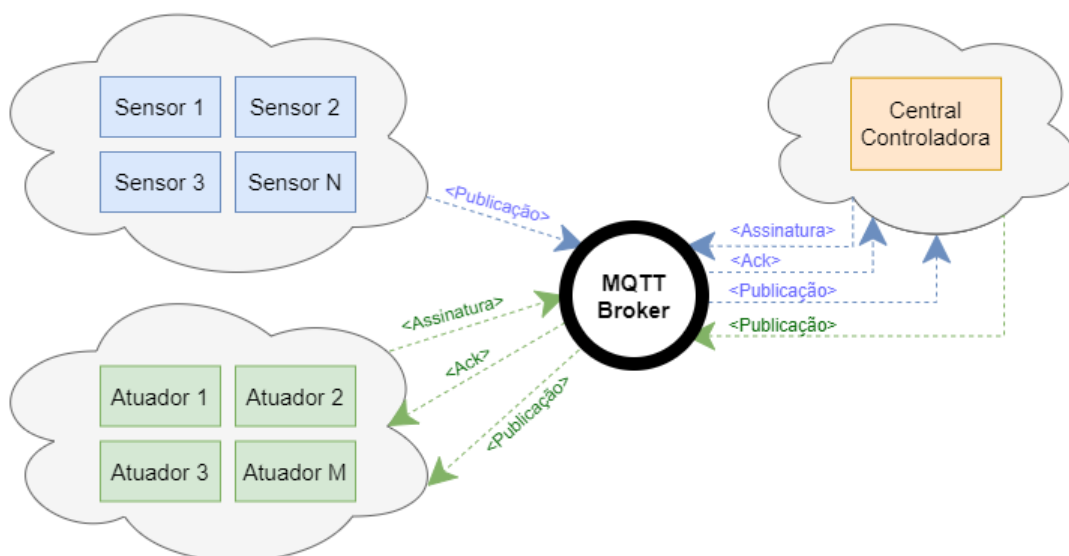 Sensor 1
Sensor 2
Sensor 3
Sensor N
<Publicação>
Central
Controladora
<Assinatura>
<Ack>
<Publicação>
<Publicação>
MQTT
Broker
<Assinatura>
<Ack>
<Publicação>
Atuador 1
Atuador 2
Atuador 3
Atuador M